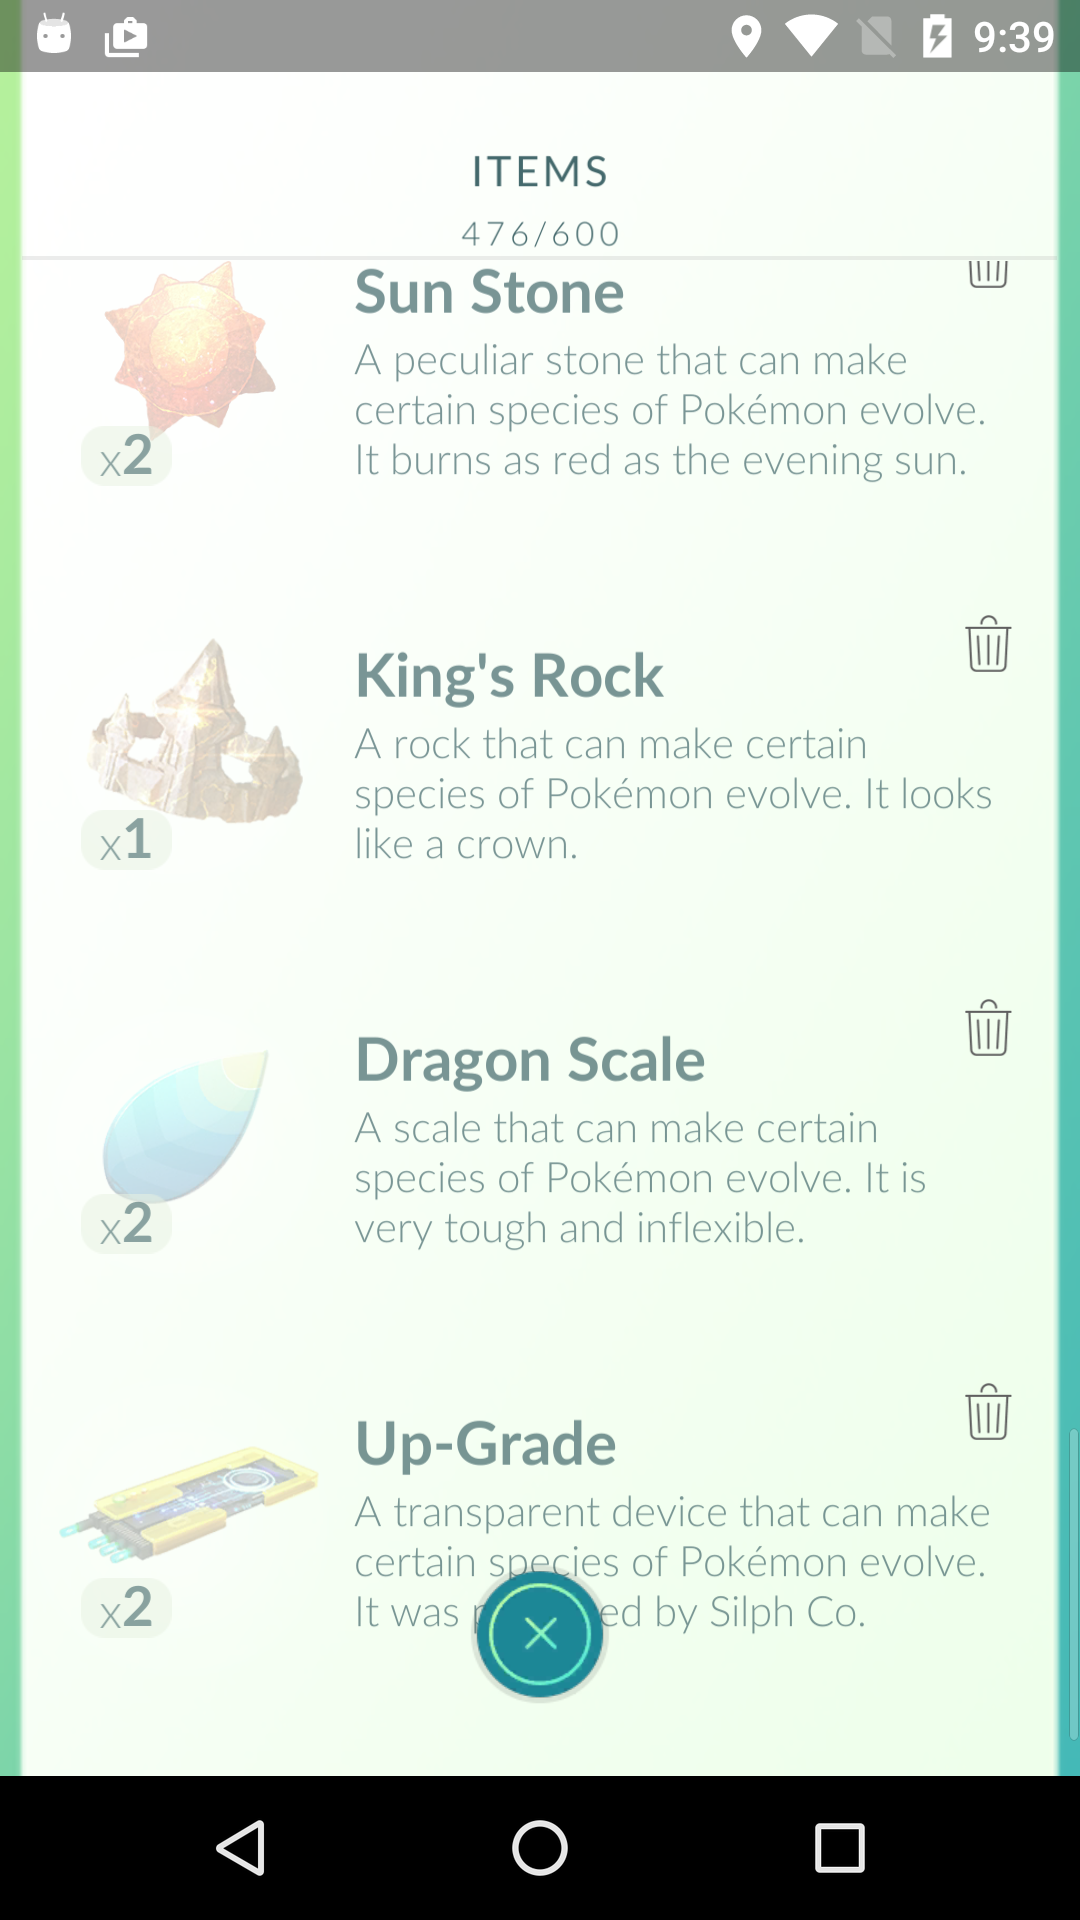 9:39
ITEMS
476/600
Sun Stone
A peculiar stone that can make
certain species of Pokémon evolve.
It burns as red as the evening sun.
x2
King's Rock
A rock that can make certain
species of Pokémon evolve. It looks
like a crown.
x1
Dragon Scale
A scale that can make certain
species of Pokémon evolve. It is
very tough and inflexible.
x2
Up-Grade
A transparent device that can make
certain species of Pokémon evolve.
It was by Silph Co.
x2